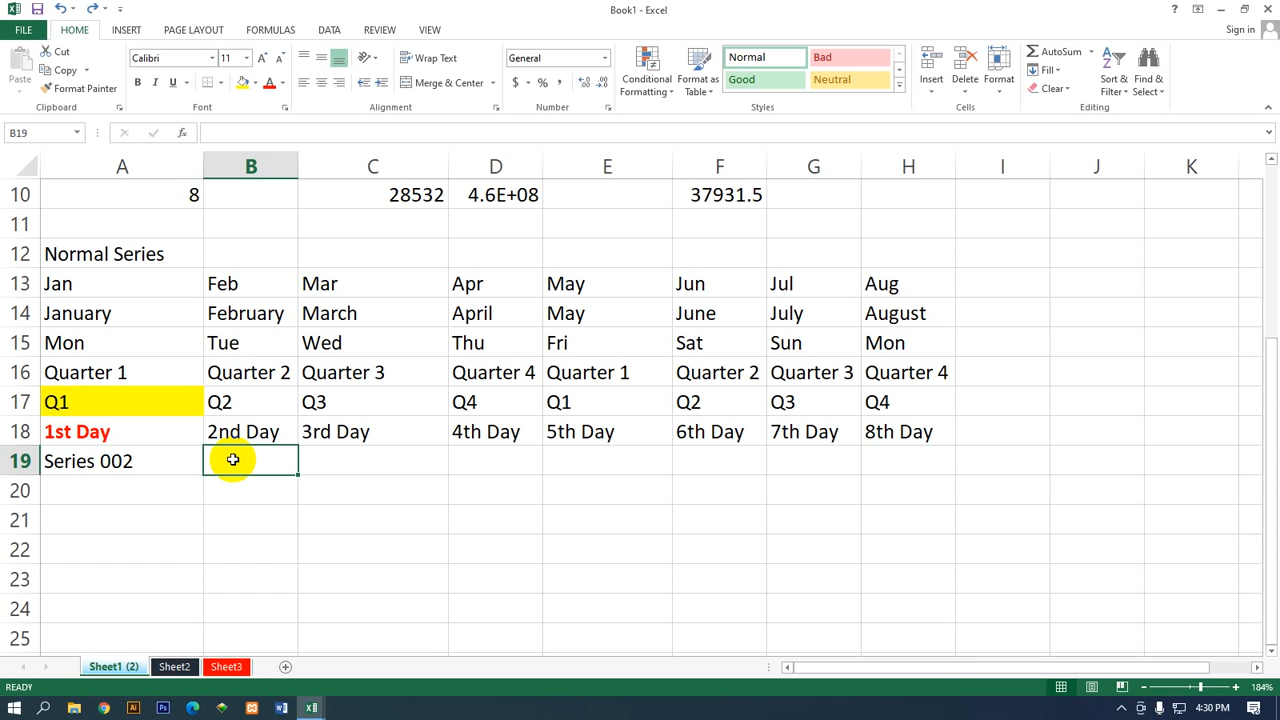 Book1 - Excel
FILE HOME INSERT PAGE LAYOUT FORMULAS DATA REVIEW VIEW Sign in
Paste Cut Copy Format Painter Clipboard
Calibri 11 B I U A A A Font
Wrap Text Merge & Center Alignment
General $ % , Number
Conditional Formatting Format as Table Normal Bad Good Neutral Styles
Insert Delete Format Cells
AutoSum Fill Clear Sort & Filter Find & Select Editing
B19 fx
A B C D E F G H I J K
10 8 28532 4.6E+08 37931.5
11
12 Normal Series
13 Jan Feb Mar Apr May Jun Jul Aug
14 January February March April May June July August
15 Mon Tue Wed Thu Fri Sat Sun Mon
16 Quarter 1 Quarter 2 Quarter 3 Quarter 4 Quarter 1 Quarter 2 Quarter 3 Quarter 4
17 Q1 Q2 Q3 Q4 Q1 Q2 Q3 Q4
18 1st Day 2nd Day 3rd Day 4th Day 5th Day 6th Day 7th Day 8th Day
19 Series 002
20
21
22
23
24
25
Sheet1 (2) Sheet2 Sheet3
READY 184%
4:30 PM